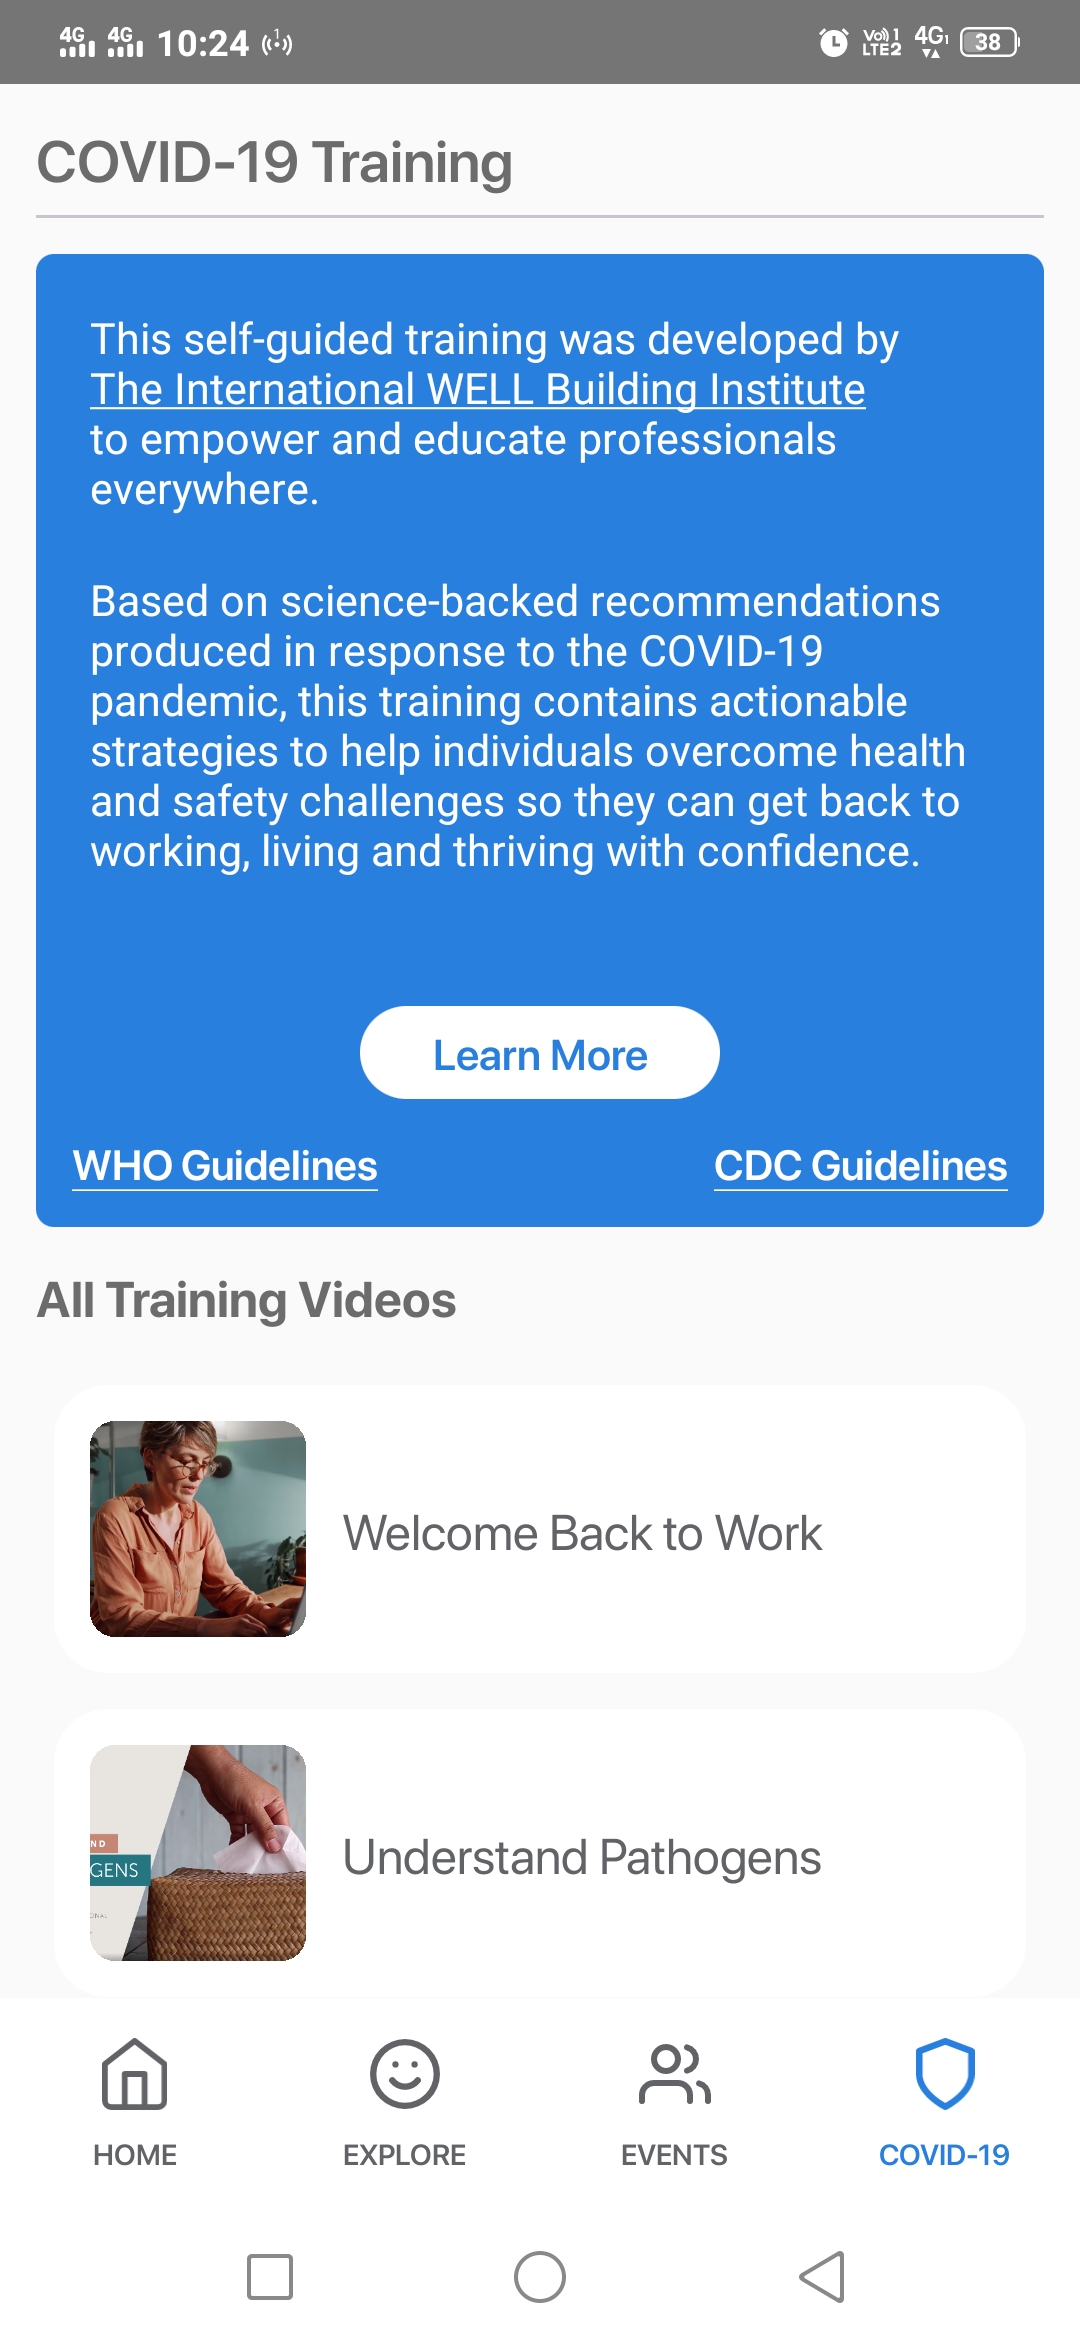 4G 4G 10:24 1 Vo) 1 LTE2 4G1 38
COVID-19 Training
This self-guided training was developed by
The International WELL Building Institute
to empower and educate professionals
everywhere.
Based on science-backed recommendations
produced in response to the COVID-19
pandemic, this training contains actionable
strategies to help individuals overcome health
and safety challenges so they can get back to
working, living and thriving with confidence.
Learn More
WHO Guidelines CDC Guidelines
All Training Videos
Welcome Back to Work
ND
GENS
Understand Pathogens
HOME EXPLORE EVENTS COVID-19